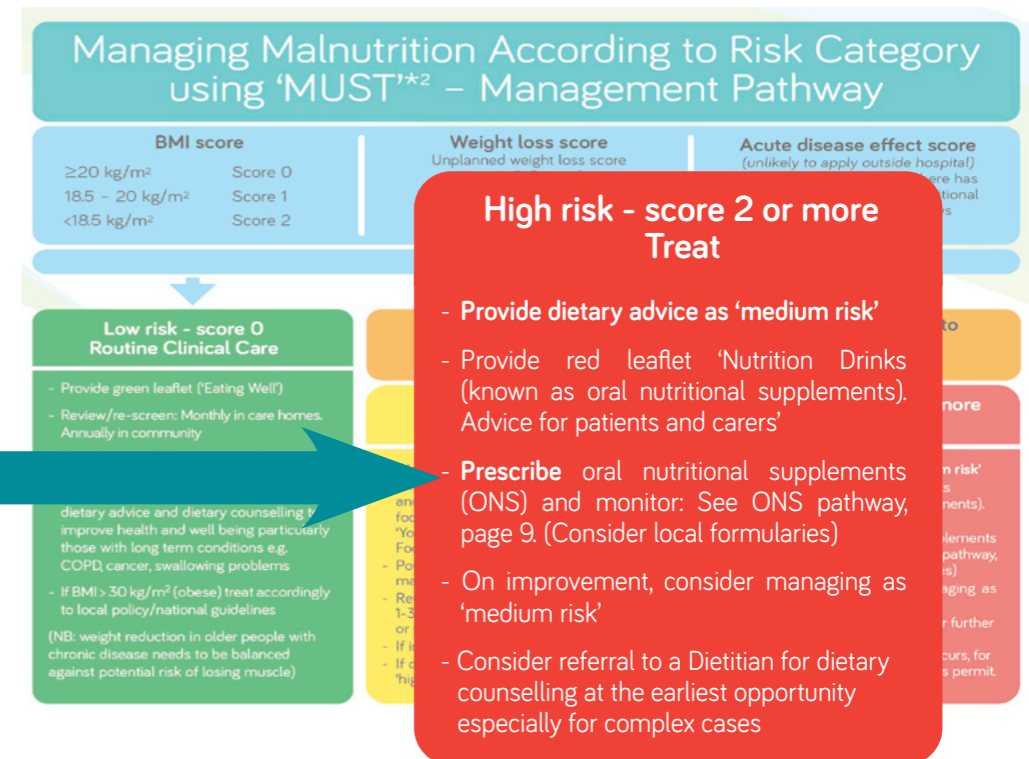 Managing Malnutrition According to Risk Category
using ‘MUST’*² – Management Pathway
BMI score
≥20 kg/m² Score 0
18.5 – 20 kg/m² Score 1
<18.5 kg/m² Score 2
Weight loss score
Unplanned weight loss score
Acute disease effect score
(unlikely to apply outside hospital)
has
High risk - score 2 or more
Treat
- Provide dietary advice as ‘medium risk’
- Provide red leaflet ‘Nutrition Drinks
(known as oral nutritional supplements).
Advice for patients and carers’
- Prescribe oral nutritional supplements
(ONS) and monitor: See ONS pathway,
page 9. (Consider local formularies)
- On improvement, consider managing as
‘medium risk’
- Consider referral to a Dietitian for dietary
counselling at the earliest opportunity
especially for complex cases
Low risk - score 0
Routine Clinical Care
- Provide green leaflet (‘Eating Well’)
- Review/re-screen: Monthly in care homes.
Annually in community
dietary advice and dietary counselling
improve health and well being particularly
those with long term conditions e.g.
COPD, cancer, swallowing problems
- If BMI > 30 kg/m² (obese) treat accordingly
to local policy/national guidelines
(NB: weight reduction in older people with
chronic disease needs to be balanced
against potential risk of losing muscle)
to
risk’
pathway,
as
further
for
permit.